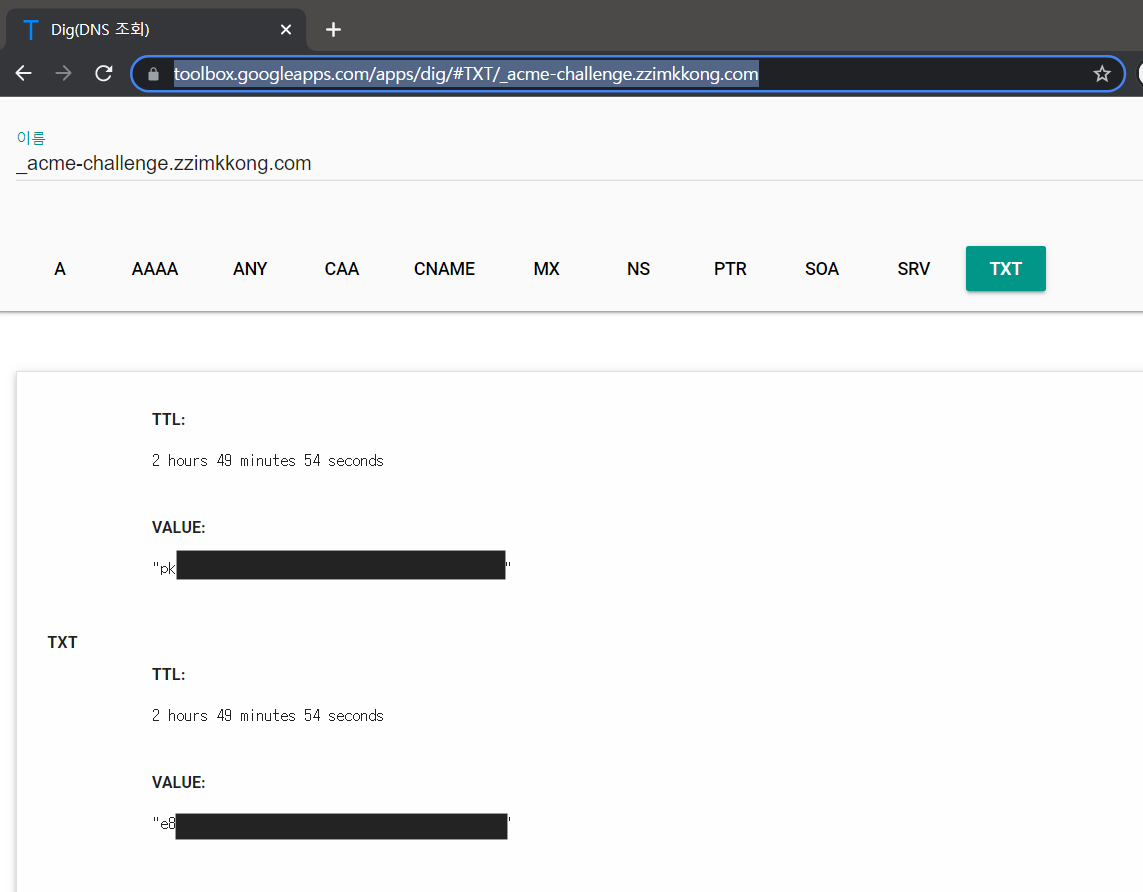 Dig(DNS 조회)
toolbox.googleapps.com/apps/dig/#TXT/_acme-challenge.zzimkkong.com
이름
_acme-challenge.zzimkkong.com
A AAAA ANY CAA CNAME MX NS PTR SOA SRV TXT
TTL:
2 hours 49 minutes 54 seconds
VALUE:
"pk"
TXT
TTL:
2 hours 49 minutes 54 seconds
VALUE:
"e8"